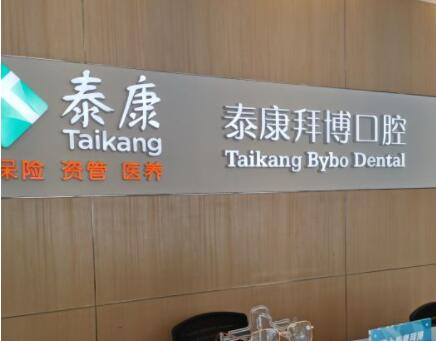 泰康
Taikang
保险 资管 医养
泰康拜博口腔
Taikang Bybo Dental